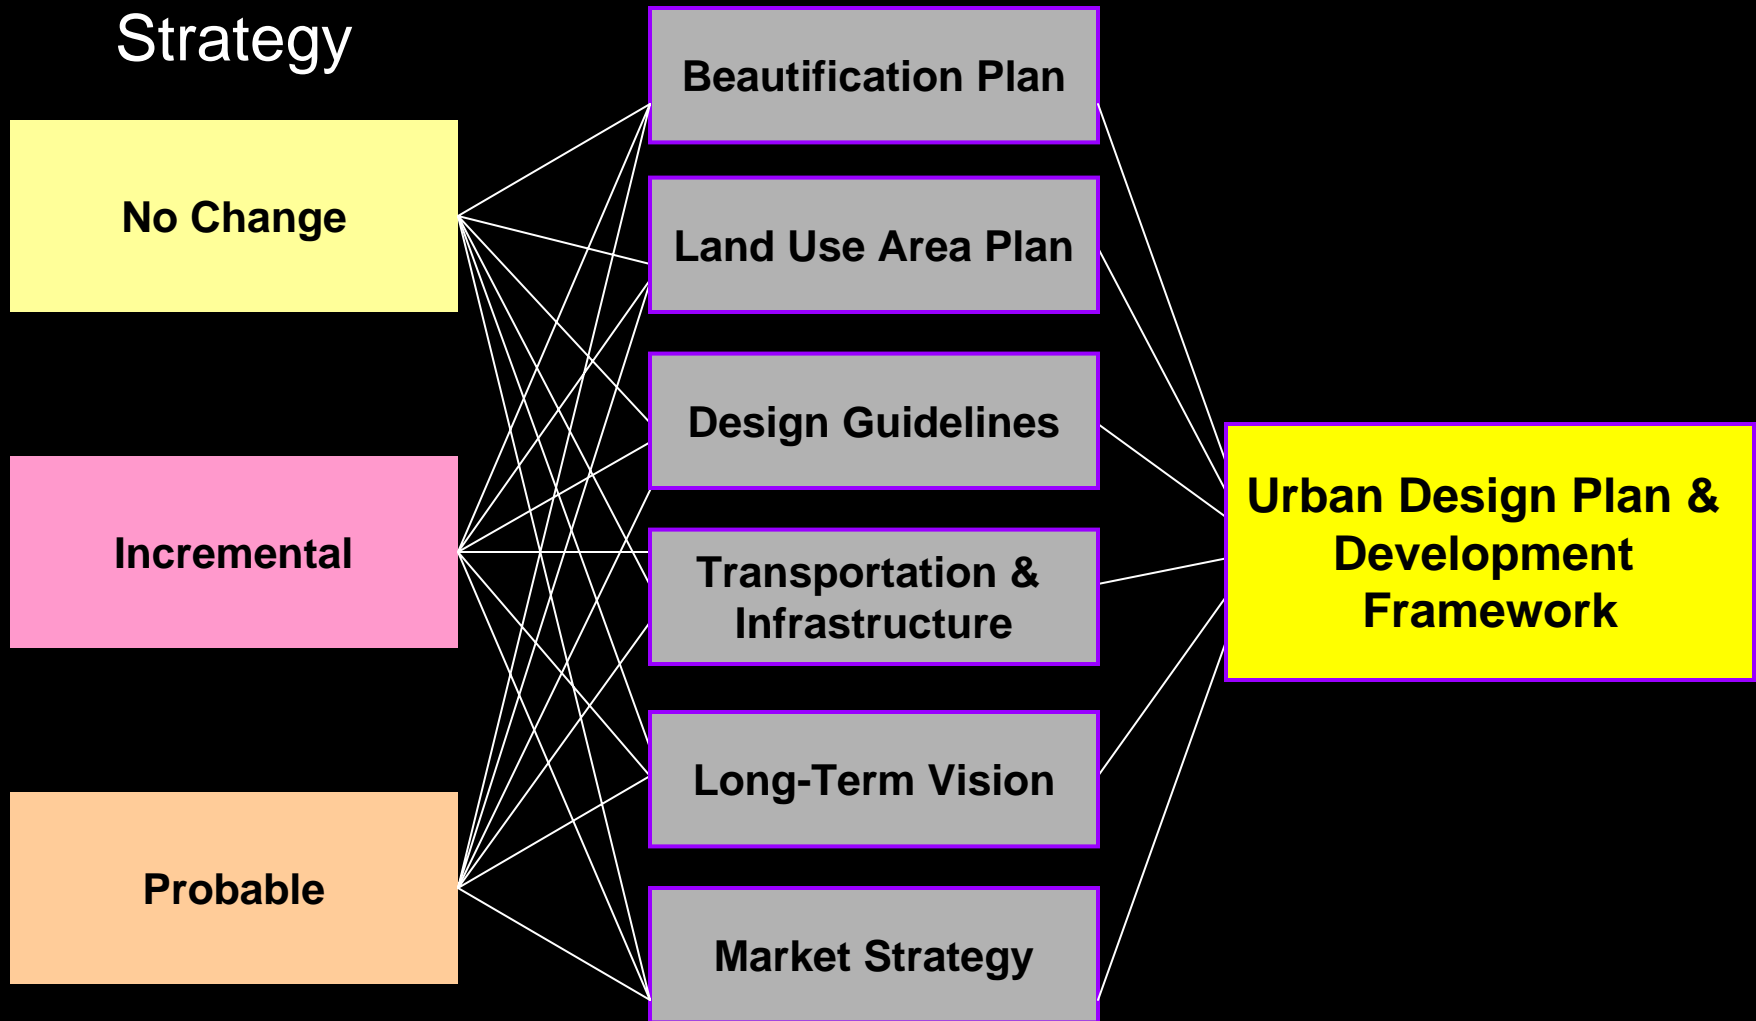 Strategy
No Change
Incremental
Probable
Beautification Plan
Land Use Area Plan
Design Guidelines
Transportation &
Infrastructure
Long-Term Vision
Market Strategy
Urban Design Plan &
Development
Framework